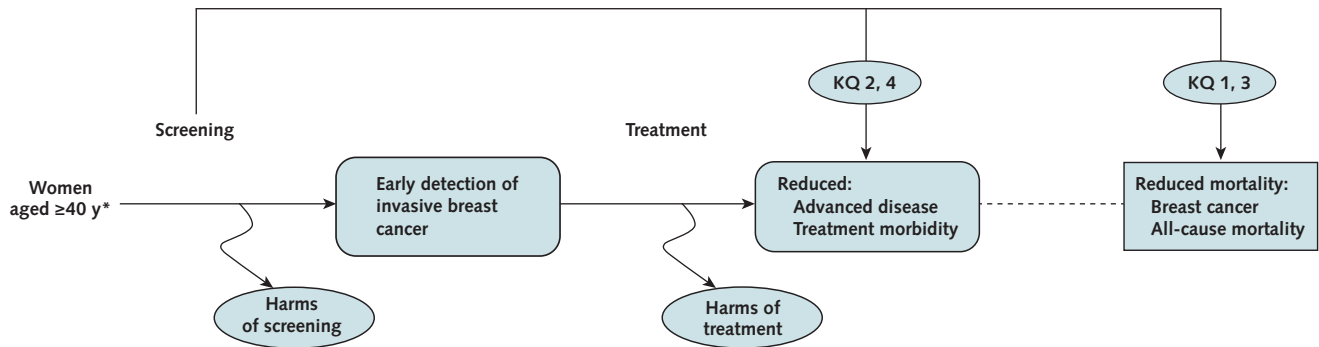 KQ 2, 4
KQ 1, 3
Screening
Treatment
Women
aged ≥40 y*
Early detection of
invasive breast
cancer
Reduced:
Advanced disease
Treatment morbidity
Reduced mortality:
Breast cancer
All-cause mortality
Harms
of screening
Harms of
treatment